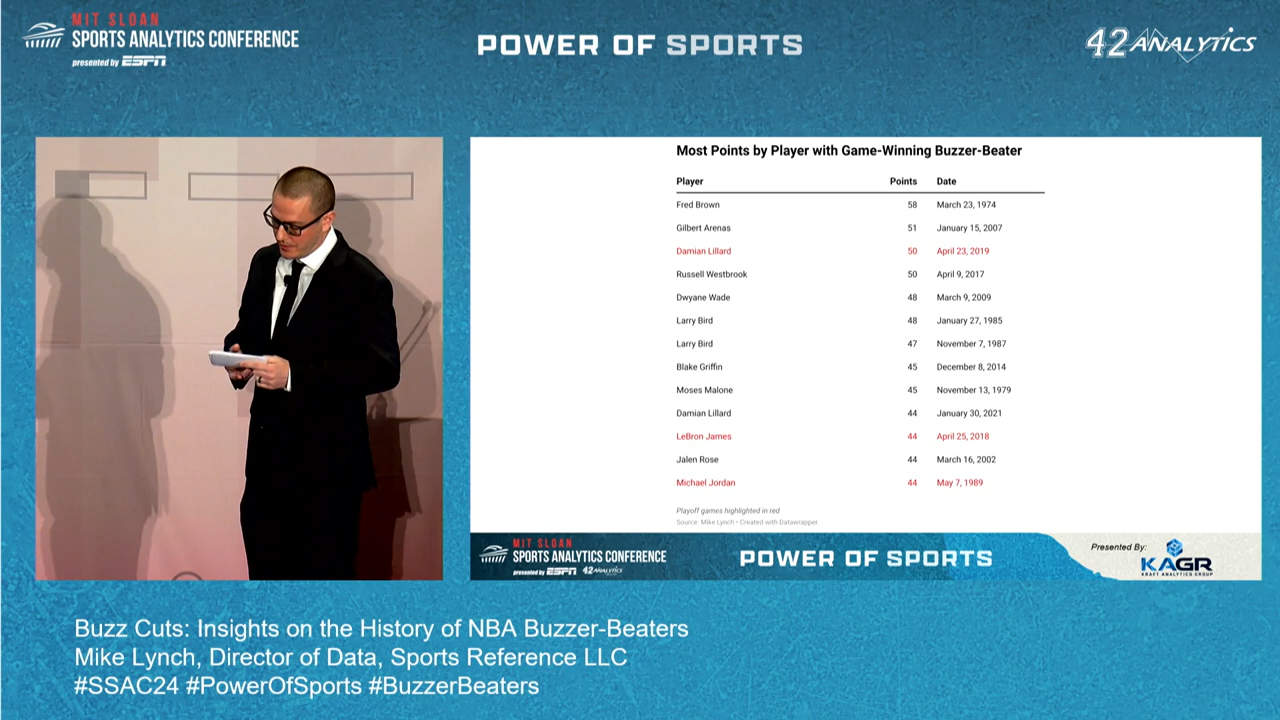 MIT SLOAN
SPORTS ANALYTICS CONFERENCE
presented by ESPN
POWER OF SPORTS
42 ANALYTICS
Most Points by Player with Game-Winning Buzzer-Beater
Player Points Date
Fred Brown 58 March 23, 1974
Gilbert Arenas 51 January 15, 2007
Damian Lillard 50 April 23, 2019
Russell Westbrook 50 April 9, 2017
Dwyane Wade 48 March 9, 2009
Larry Bird 48 January 27, 1985
Larry Bird 47 November 7, 1987
Blake Griffin 45 December 8, 2014
Moses Malone 45 November 13, 1979
Damian Lillard 44 January 30, 2021
LeBron James 44 April 25, 2018
Jalen Rose 44 March 16, 2002
Michael Jordan 44 May 7, 1989
Playoff games highlighted in red
Source: Mike Lynch • Created with Datawrapper
MIT SLOAN
SPORTS ANALYTICS CONFERENCE
presented by ESPN 42 ANALYTICS
POWER OF SPORTS
Presented By:
KAGR
KRAFT ANALYTICS GROUP
Buzz Cuts: Insights on the History of NBA Buzzer-Beaters
Mike Lynch, Director of Data, Sports Reference LLC
#SSAC24 #PowerOfSports #BuzzerBeaters